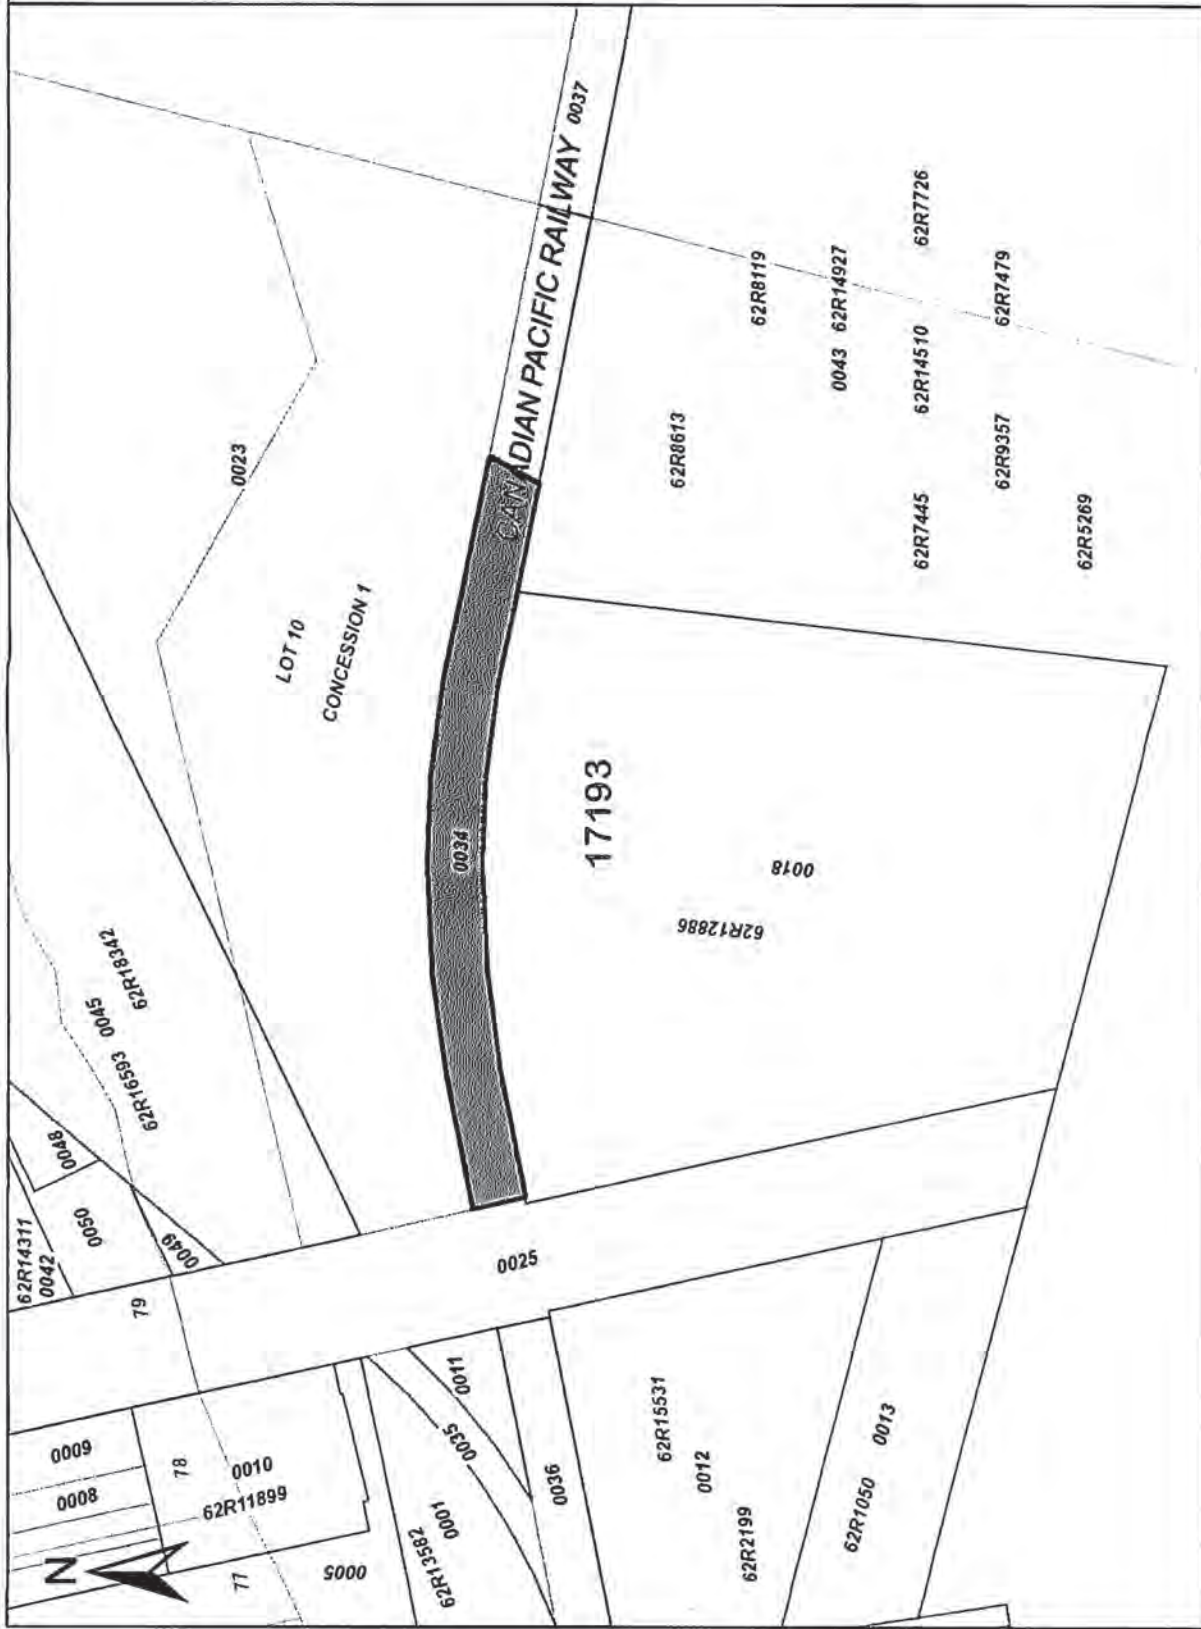 CANADIAN PACIFIC RAILWAY 0037
0023
LOT 10
CONCESSION 1
62R8119
62R14927
62R7726
62R7479
0043
62R14510
62R8613
62R9357
62R7445
62R5269
0034
17193
0018
62R12886
62R18342
0045
62R16593
0048
0050
0049
62R14311
0042
79
0025
0009
0008
78
0010
62R11899
77
0005
0011
0035
0036
0001
62R13582
62R15531
0012
62R2199
0013
62R1050
N